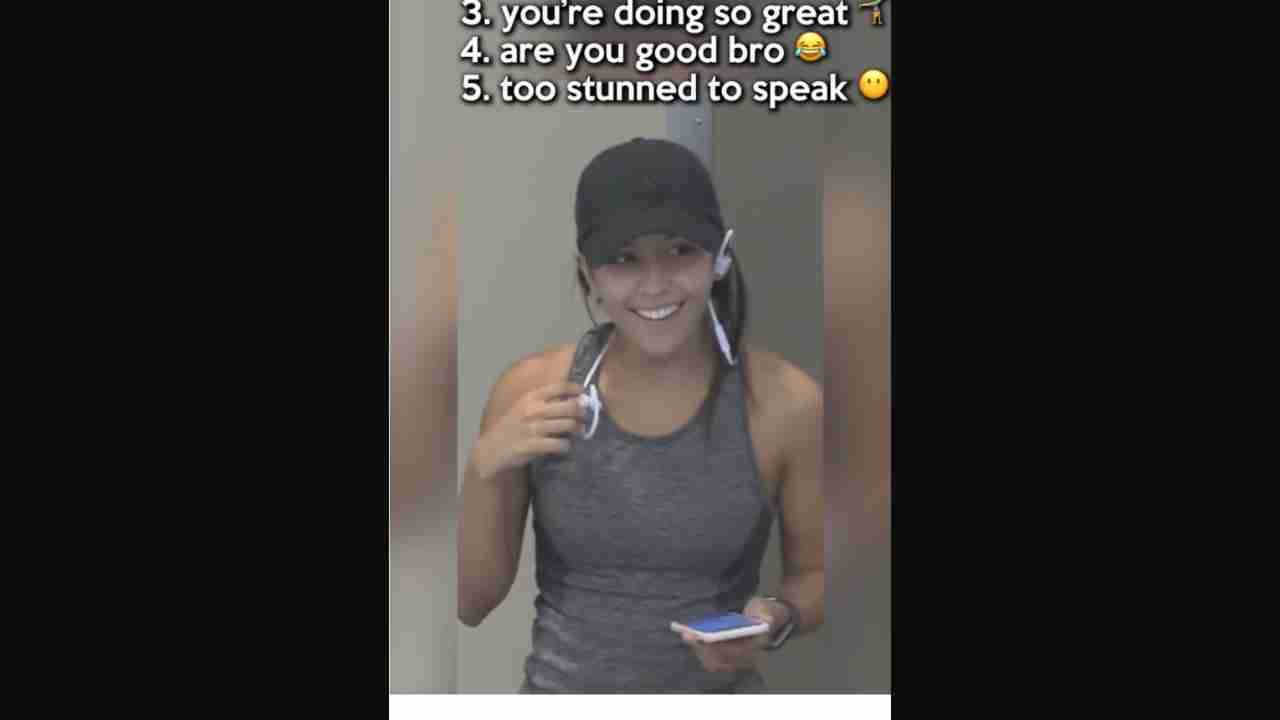 3. you're doing so great
4. are you good bro 😂
5. too stunned to speak 😶